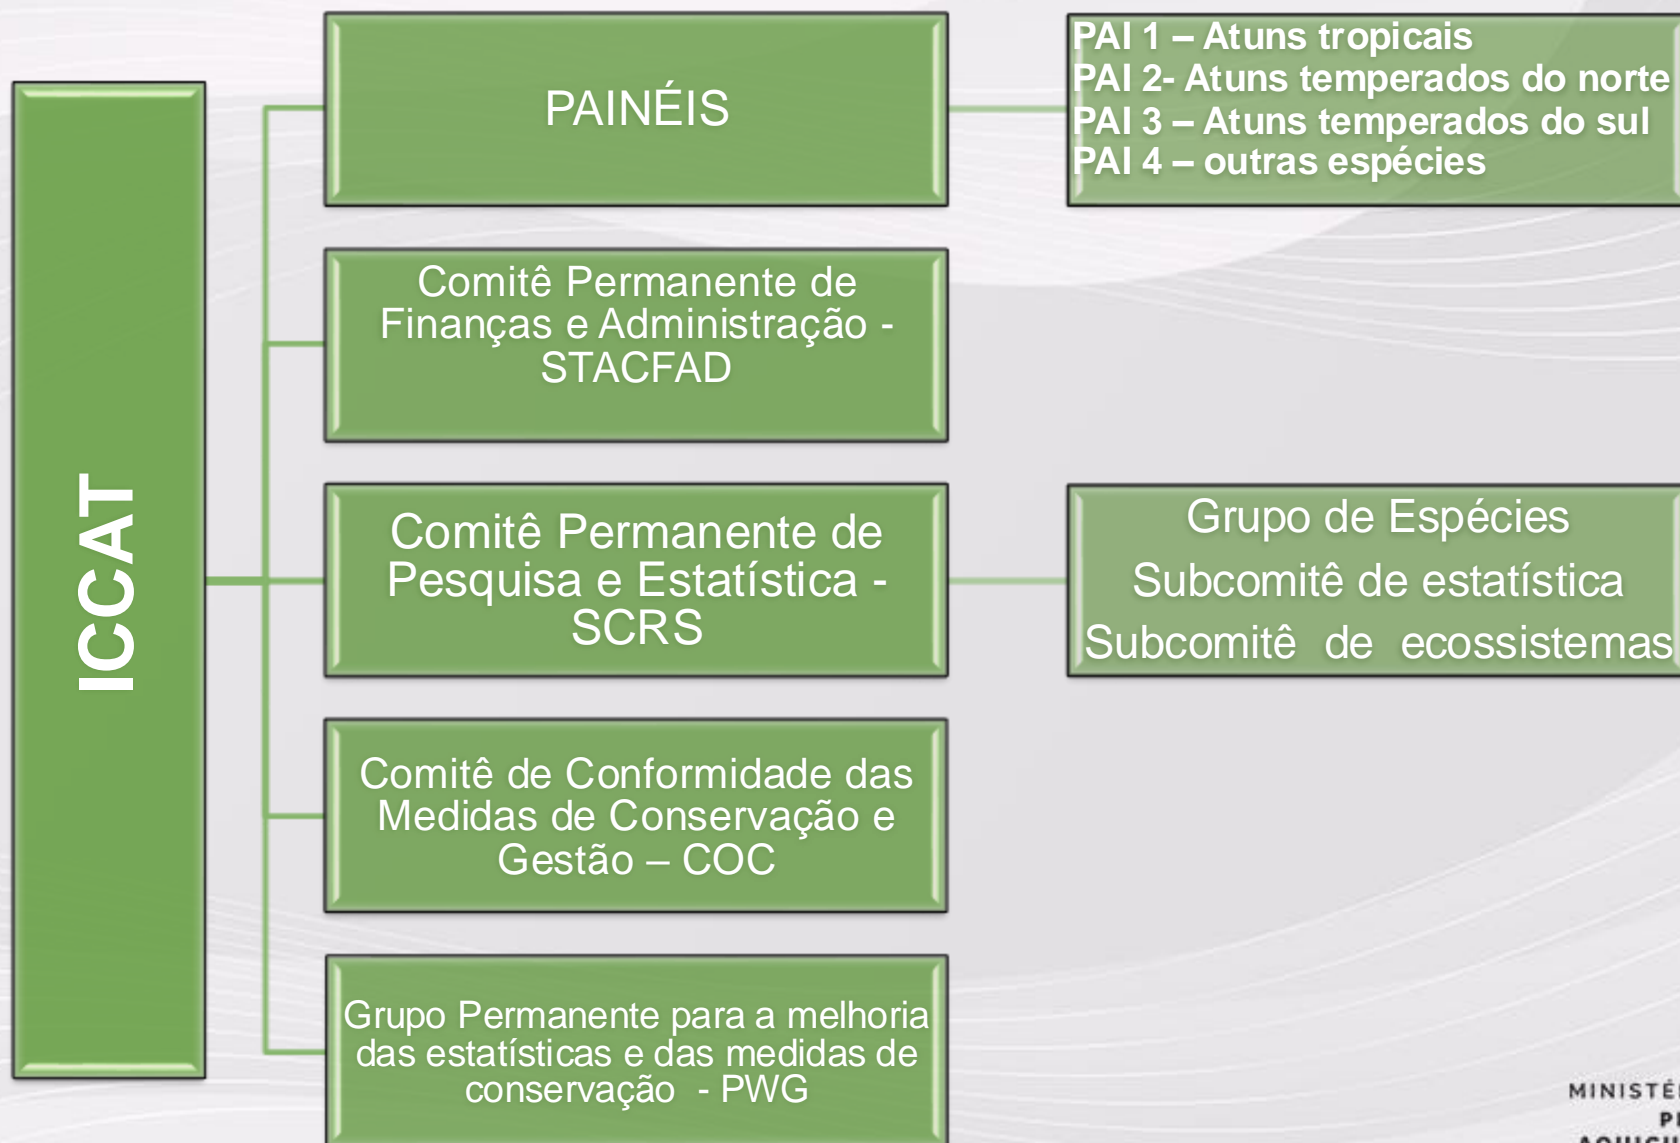 ICCAT
PAINÉIS
PAI 1 – Atuns tropicais
PAI 2- Atuns temperados do norte
PAI 3 – Atuns temperados do sul
PAI 4 – outras espécies
Comitê Permanente de
Finanças e Administração -
STACFAD
Comitê Permanente de
Pesquisa e Estatística -
SCRS
Grupo de Espécies
Subcomitê de estatística
Subcomitê de ecossistemas
Comitê de Conformidade das
Medidas de Conservação e
Gestão – COC
Grupo Permanente para a melhoria
das estatísticas e das medidas de
conservação - PWG